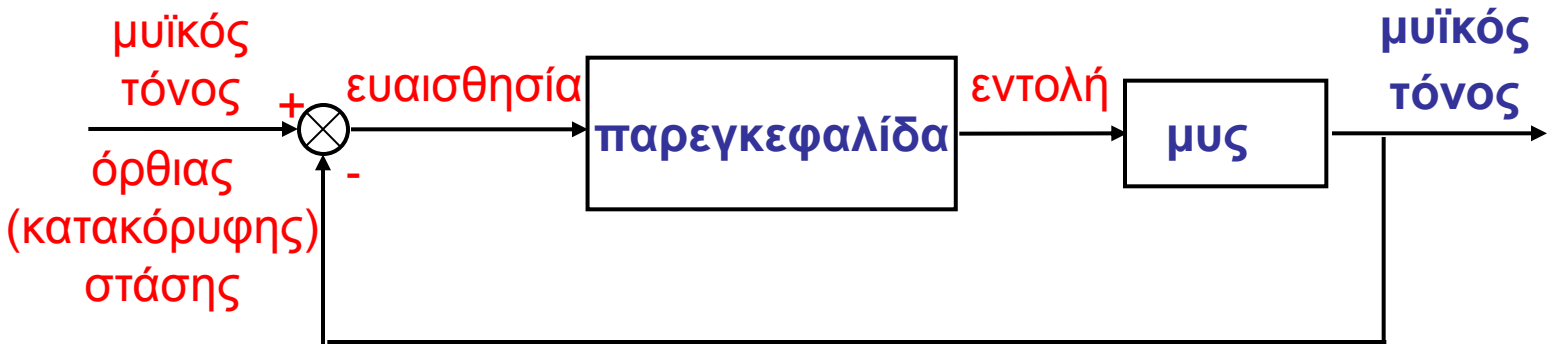 μυϊκός
τόνος
+
όρθιας
(κατακόρυφης)
στάσης
-
ευαισθησία
παρεγκεφαλίδα
εντολή
μυς
μυϊκός
τόνος